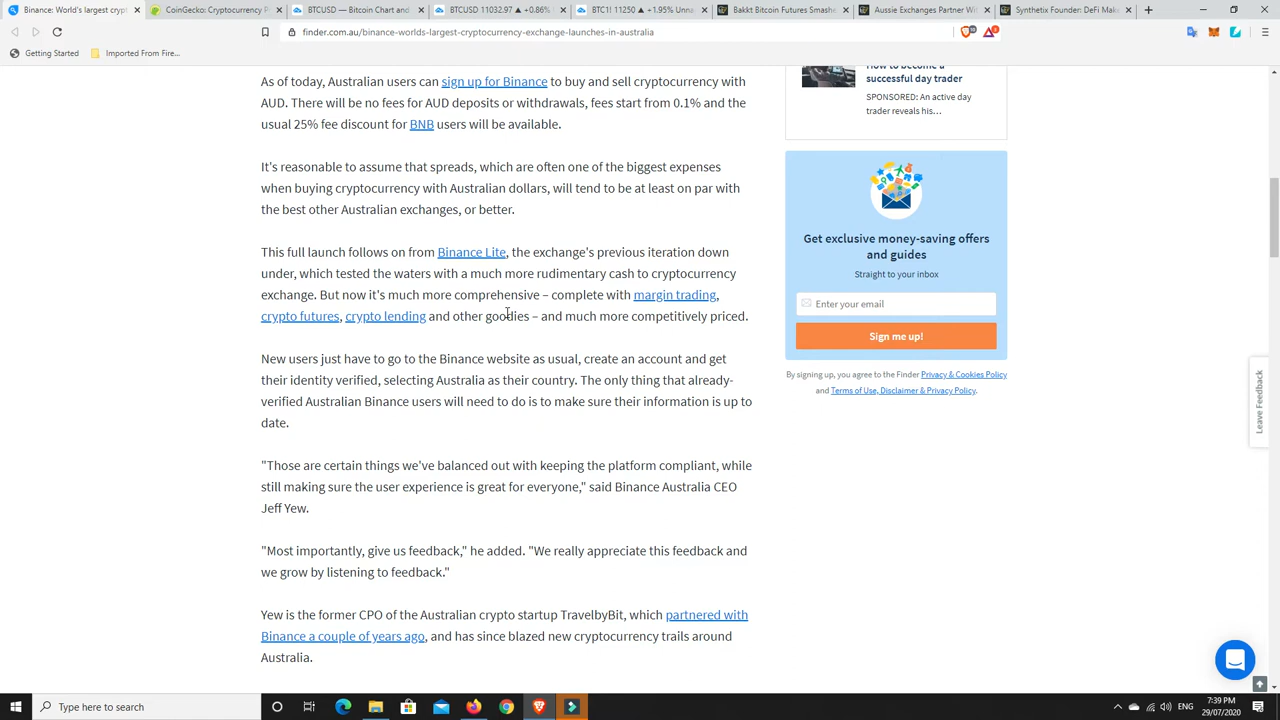 Binance: World's largest crypt
CoinGecko: Cryptocurrency P
BTCUSD — Bitcoin Chart and
BTCUSD 11032.97 ▲ +0.86%
BTC1! 11250 ▲ +1.95% Unna
Bakkt Bitcoin Futures Smashe
Aussie Exchanges Partner Wit
Synthetix Founder: DeFi Make
finder.com.au/binance-worlds-largest-cryptocurrency-exchange-launches-in-australia
Getting Started
Imported From Fire...
As of today, Australian users can sign up for Binance to buy and sell cryptocurrency with
AUD. There will be no fees for AUD deposits or withdrawals, fees start from 0.1% and the
usual 25% fee discount for BNB users will be available.
It's reasonable to assume that spreads, which are often one of the biggest expenses
when buying cryptocurrency with Australian dollars, will tend to be at least on par with
the best other Australian exchanges, or better.
This full launch follows on from Binance Lite, the exchange's previous iteration down
under, which tested the waters with a much more rudimentary cash to cryptocurrency
exchange. But now it's much more comprehensive – complete with margin trading,
crypto futures, crypto lending and other goodies – and much more competitively priced.
New users just have to go to the Binance website as usual, create an account and get
their identity verified, selecting Australia as their country. The only thing that already-
verified Australian Binance users will need to do is to make sure their information is up to
date.
"Those are certain things we've balanced out with keeping the platform compliant, while
still making sure the user experience is great for everyone," said Binance Australia CEO
Jeff Yew.
"Most importantly, give us feedback," he added. "We really appreciate this feedback and
we grow by listening to feedback."
Yew is the former CPO of the Australian crypto startup TravelbyBit, which partnered with
Binance a couple of years ago, and has since blazed new cryptocurrency trails around
Australia.
How to become a
successful day trader
SPONSORED: An active day
trader reveals his…
Get exclusive money-saving offers
and guides
Straight to your inbox
Enter your email
Sign me up!
By signing up, you agree to the Finder Privacy & Cookies Policy
and Terms of Use, Disclaimer & Privacy Policy.
Leave Feedback
Type here to search
ENG
7:39 PM
29/07/2020